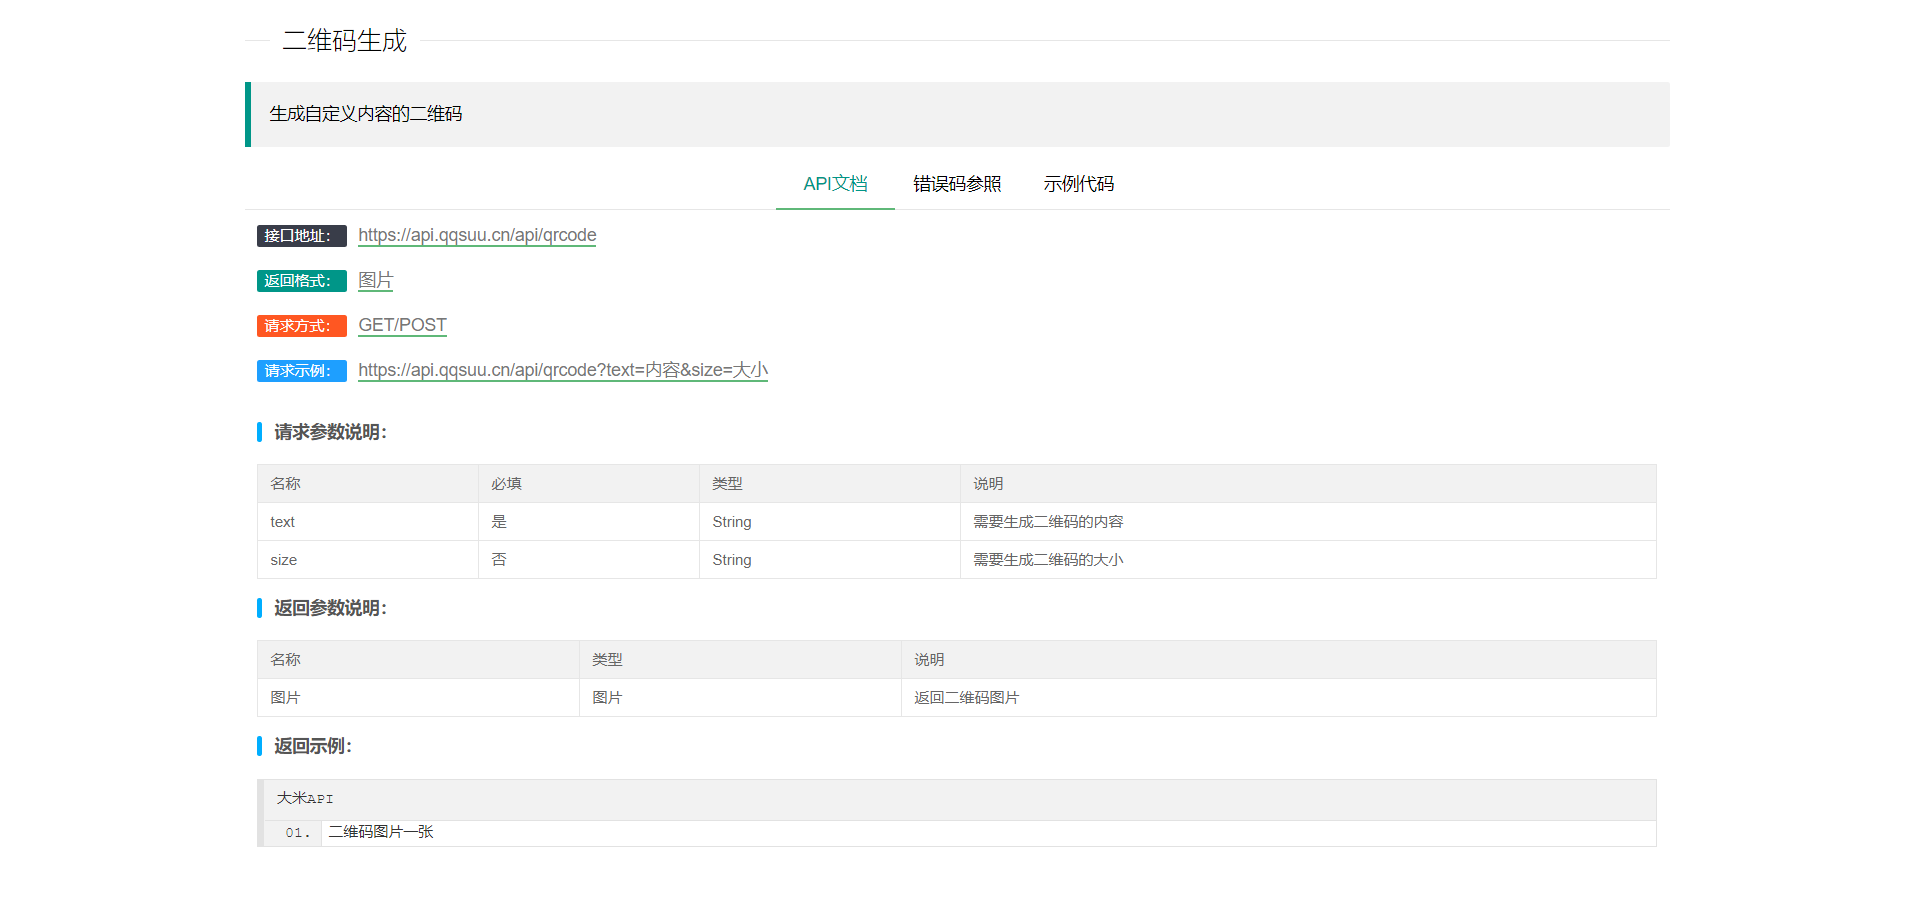 二维码生成
生成自定义内容的二维码
API文档 错误码参照 示例代码
接口地址： https://api.qqsuu.cn/api/qrcode
返回格式： 图片
请求方式： GET/POST
请求示例： https://api.qqsuu.cn/api/qrcode?text=内容&size=大小
请求参数说明：
名称 必填 类型 说明
text 是 String 需要生成二维码的内容
size 否 String 需要生成二维码的大小
返回参数说明：
名称 类型 说明
图片 图片 返回二维码图片
返回示例：
大米API
01. 二维码图片一张